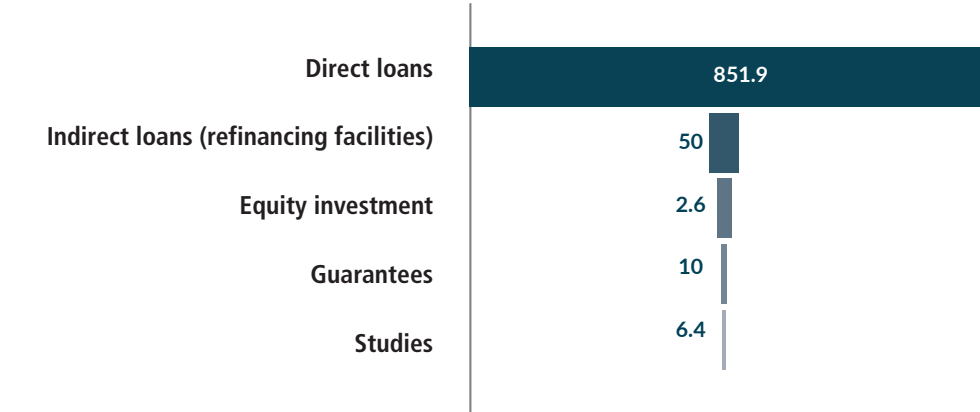 Direct loans
851.9
Indirect loans (refinancing facilities)
50
Equity investment
2.6
Guarantees
10
Studies
6.4